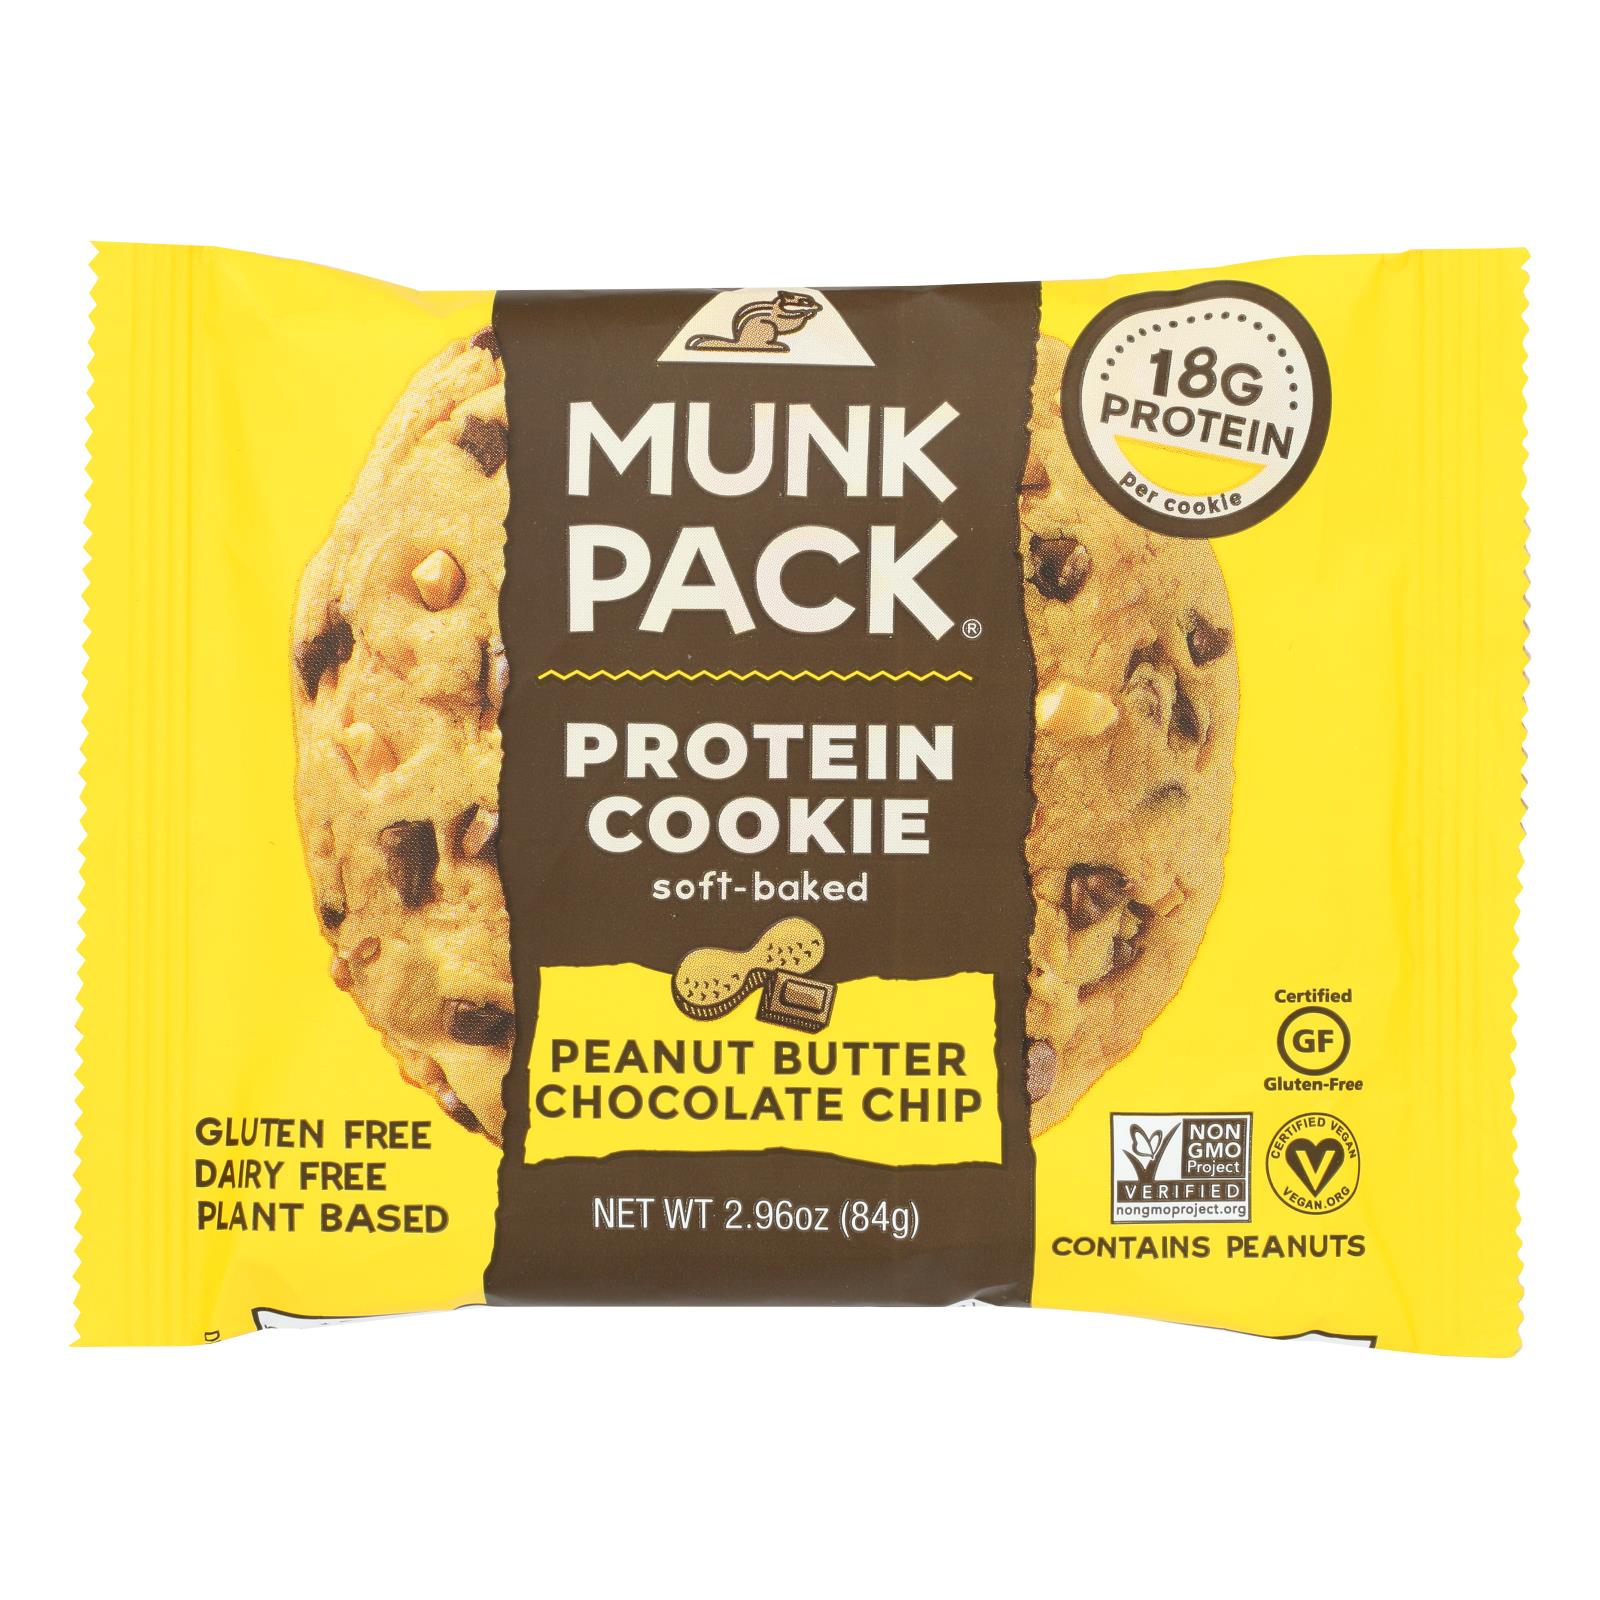 MUNK
PACK®
18G
PROTEIN
per cookie
PROTEIN
COOKIE
soft-baked
PEANUT BUTTER
CHOCOLATE CHIP
NET WT 2.96oz (84g)
GLUTEN FREE
DAIRY FREE
PLANT BASED
Certified
GF
Gluten-Free
NON
GMO
Project
VERIFIED
nongmoproject.org
CERTIFIED VEGAN
V
VEGAN.ORG
CONTAINS PEANUTS